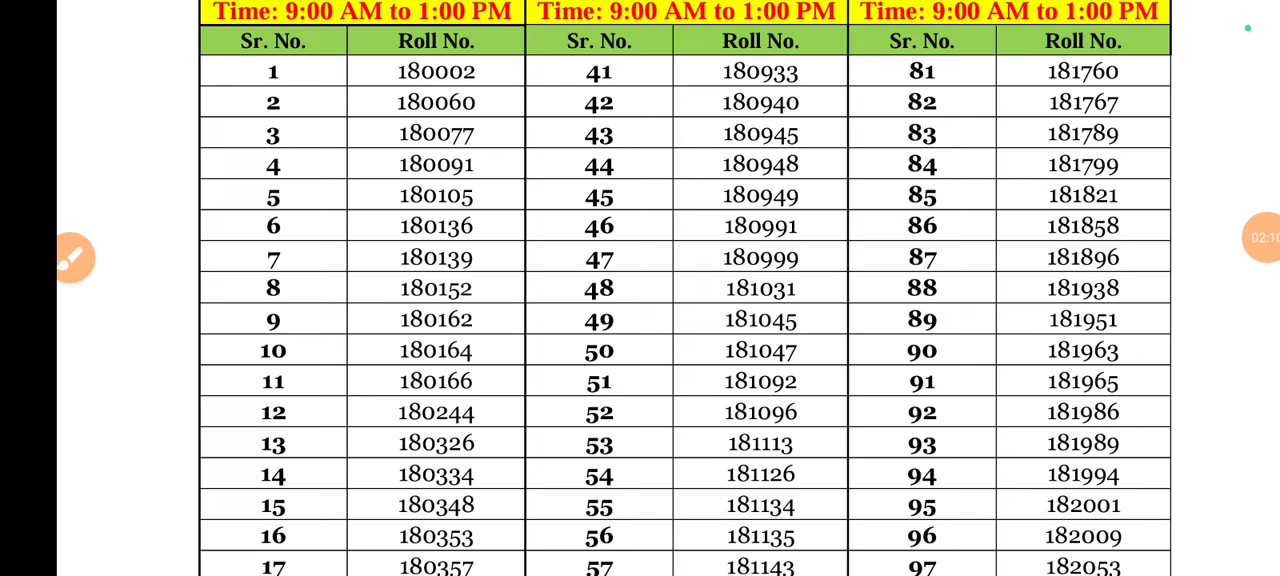 Time: 9:00 AM to 1:00 PM Time: 9:00 AM to 1:00 PM Time: 9:00 AM to 1:00 PM
Sr. No. Roll No. Sr. No. Roll No. Sr. No. Roll No.
1 180002 41 180933 81 181760
2 180060 42 180940 82 181767
3 180077 43 180945 83 181789
4 180091 44 180948 84 181799
5 180105 45 180949 85 181821
6 180136 46 180991 86 181858
7 180139 47 180999 87 181896
8 180152 48 181031 88 181938
9 180162 49 181045 89 181951
10 180164 50 181047 90 181963
11 180166 51 181092 91 181965
12 180244 52 181096 92 181986
13 180326 53 181113 93 181989
14 180334 54 181126 94 181994
15 180348 55 181134 95 182001
16 180353 56 181135 96 182009
17 180357 57 181143 97 182053
02:10